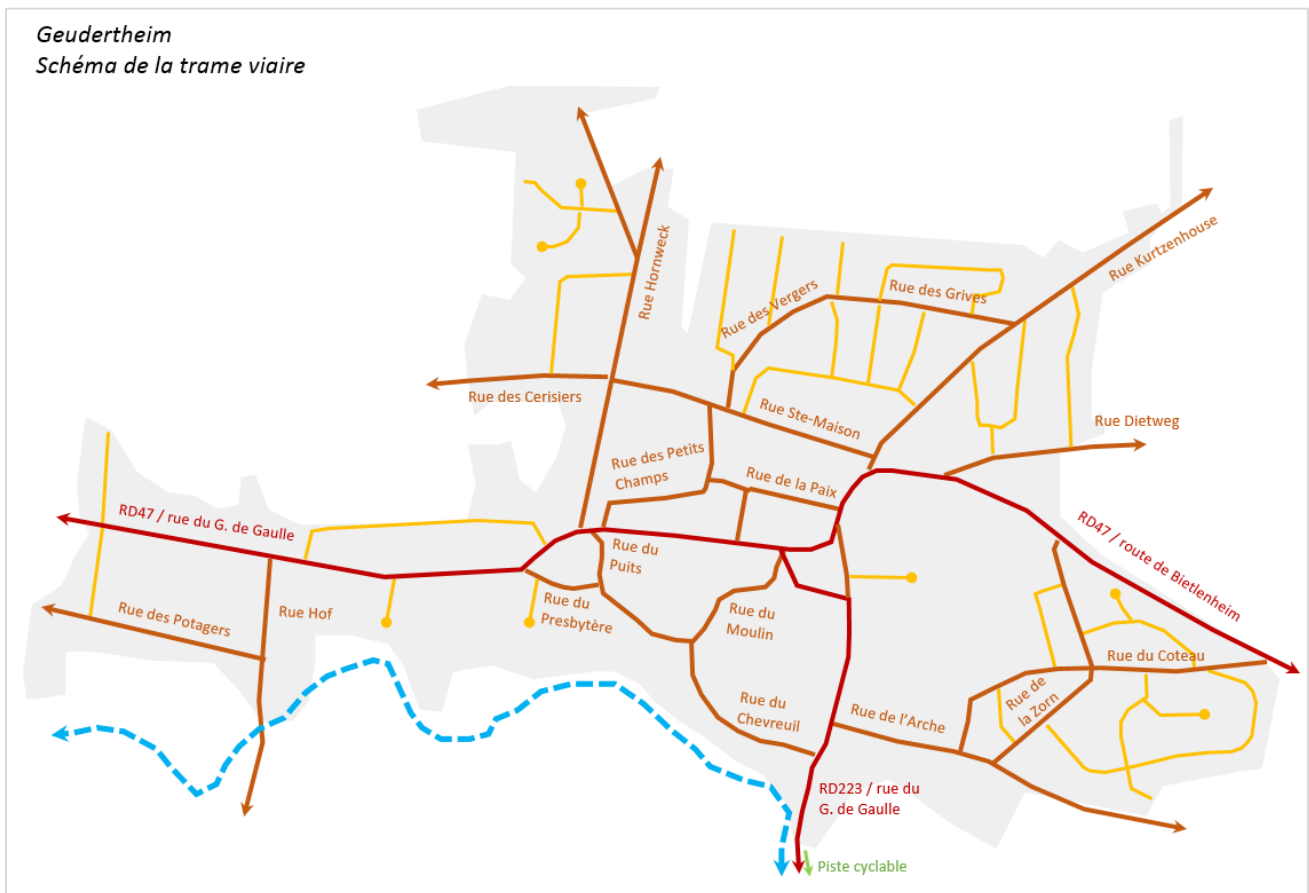 Geudertheim
Schéma de la trame viaire
Rue Hornweck
Rue Kurtzenhouse
Rue des Vergers
Rue des Grives
Rue des Cerisiers
Rue Ste-Maison
Rue Dietweg
Rue des Petits
Champs
Rue de la Paix
RD47 / rue du G. de Gaulle
RD47 / route de Bietlenheim
Rue du
Puits
Rue des Potagers
Rue Hof
Rue du
Presbytère
Rue du
Moulin
Rue du Coteau
Rue de
la Zorn
Rue du
Chevreuil
Rue de l'Arche
RD223 / rue du
G. de Gaulle
Piste cyclable